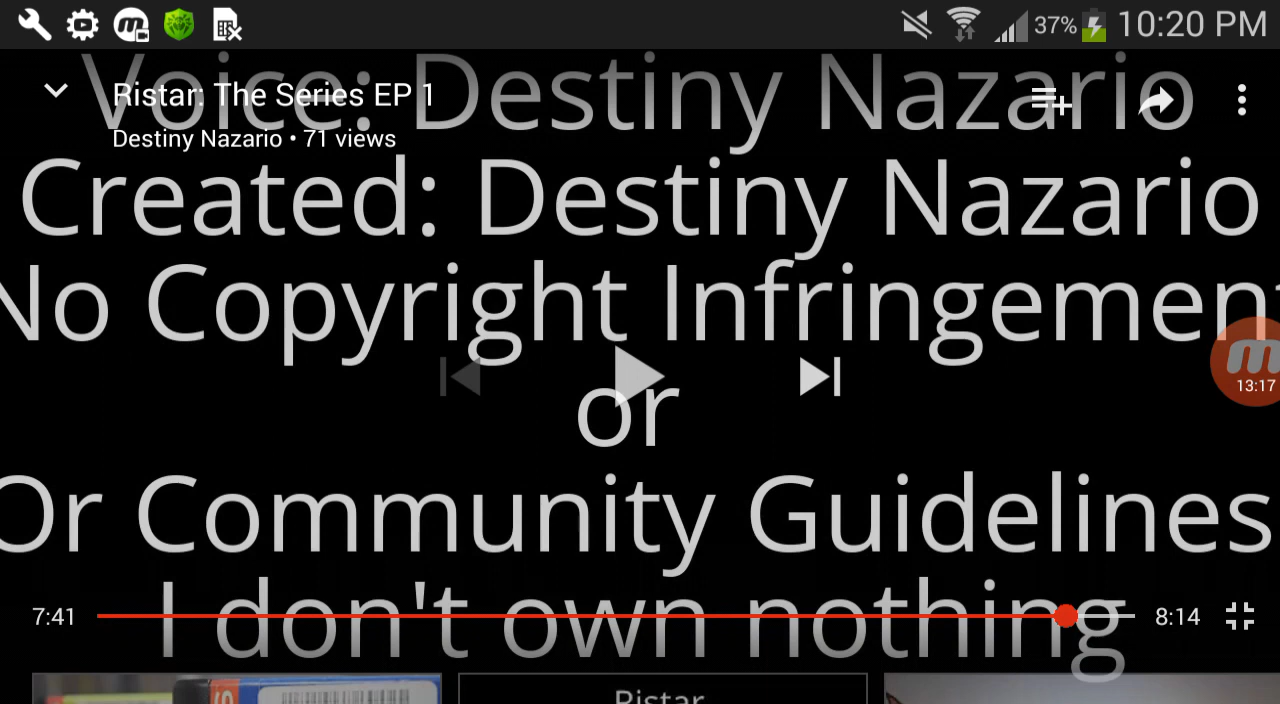 37% 10:20 PM
Voice: Destiny Nazario
Ristar: The Series EP 1
Destiny Nazario • 71 views
Created: Destiny Nazario
No Copyright Infringement
13:17
or
Or Community Guidelines
I don't own nothing
7:41 8:14
Ristar